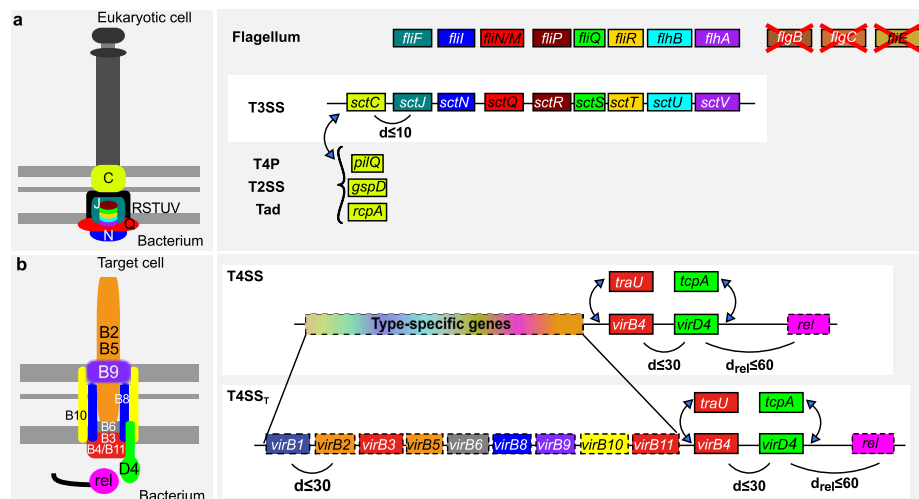 a
Eukaryotic cell
C
J
RSTUV
Q
N
Bacterium
Flagellum
fliF fliI fliN/M fliP fliQ fliR flhB flhA flgB flgC fliE
T3SS
sctC sctJ sctN sctQ sctR sctS sctT sctU sctV
d≤10
T4P
pilQ
T2SS
gspD
Tad
rcpA
b
Target cell
B2
B5
B9
B10
B8
B6
B3
B4/B11
D4
rel
Bacterium
T4SS
traU tcpA
Type-specific genes virB4 virD4 rel
d≤30
drel≤60
T4SST
traU tcpA
virB1 virB2 virB3 virB5 virB6 virB8 virB9 virB10 virB11 virB4 virD4 rel
d≤30 d≤30 drel≤60